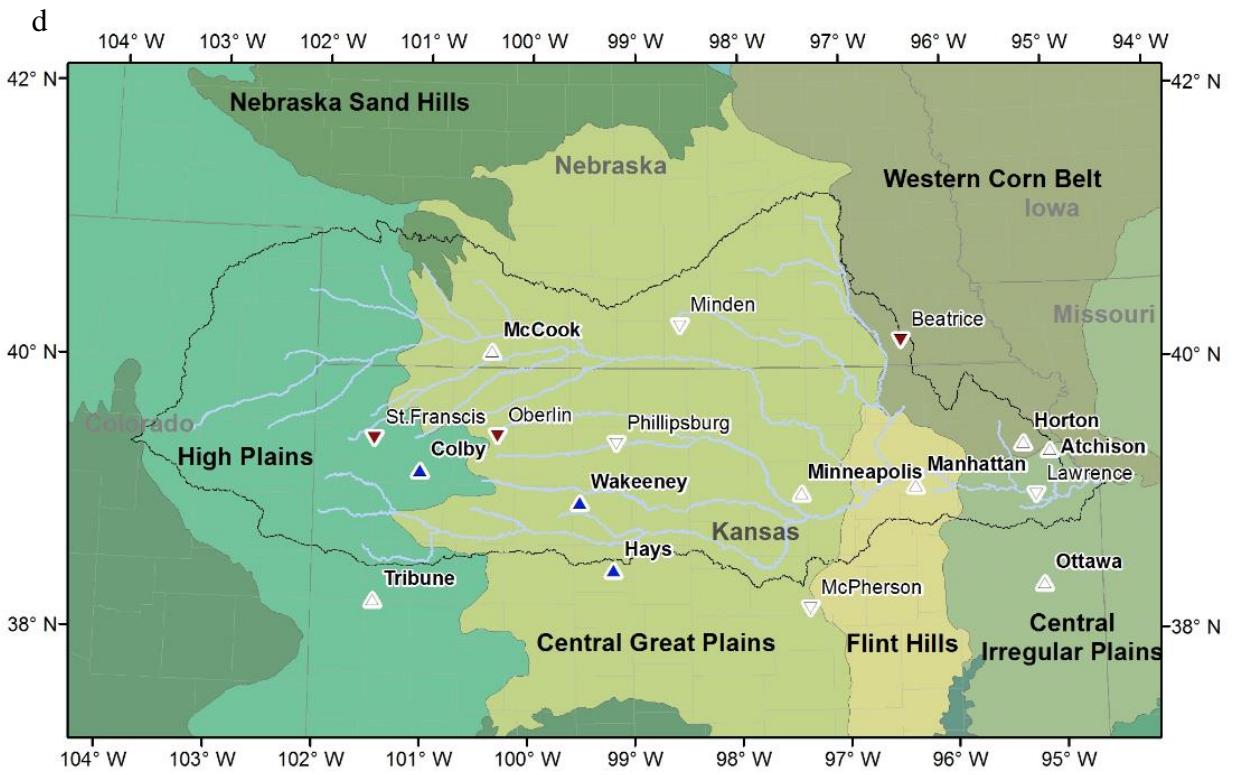 d
104° W 103° W 102° W 101° W 100° W 99° W 98° W 97° W 96° W 95° W 94° W
42° N 42° N
Nebraska Sand Hills
Nebraska
Western Corn Belt
Iowa
Minden
Missouri
McCook
Beatrice
40° N 40° N
Colorado
St.Franscis
Oberlin
Phillipsburg
Horton
High Plains
Colby
Atchison
Minneapolis
Manhattan
Lawrence
Wakeeney
Kansas
Hays
Tribune
Ottawa
McPherson
38° N 38° N
Central Great Plains
Flint Hills
Central
Irregular Plains
104° W 103° W 102° W 101° W 100° W 99° W 98° W 97° W 96° W 95° W